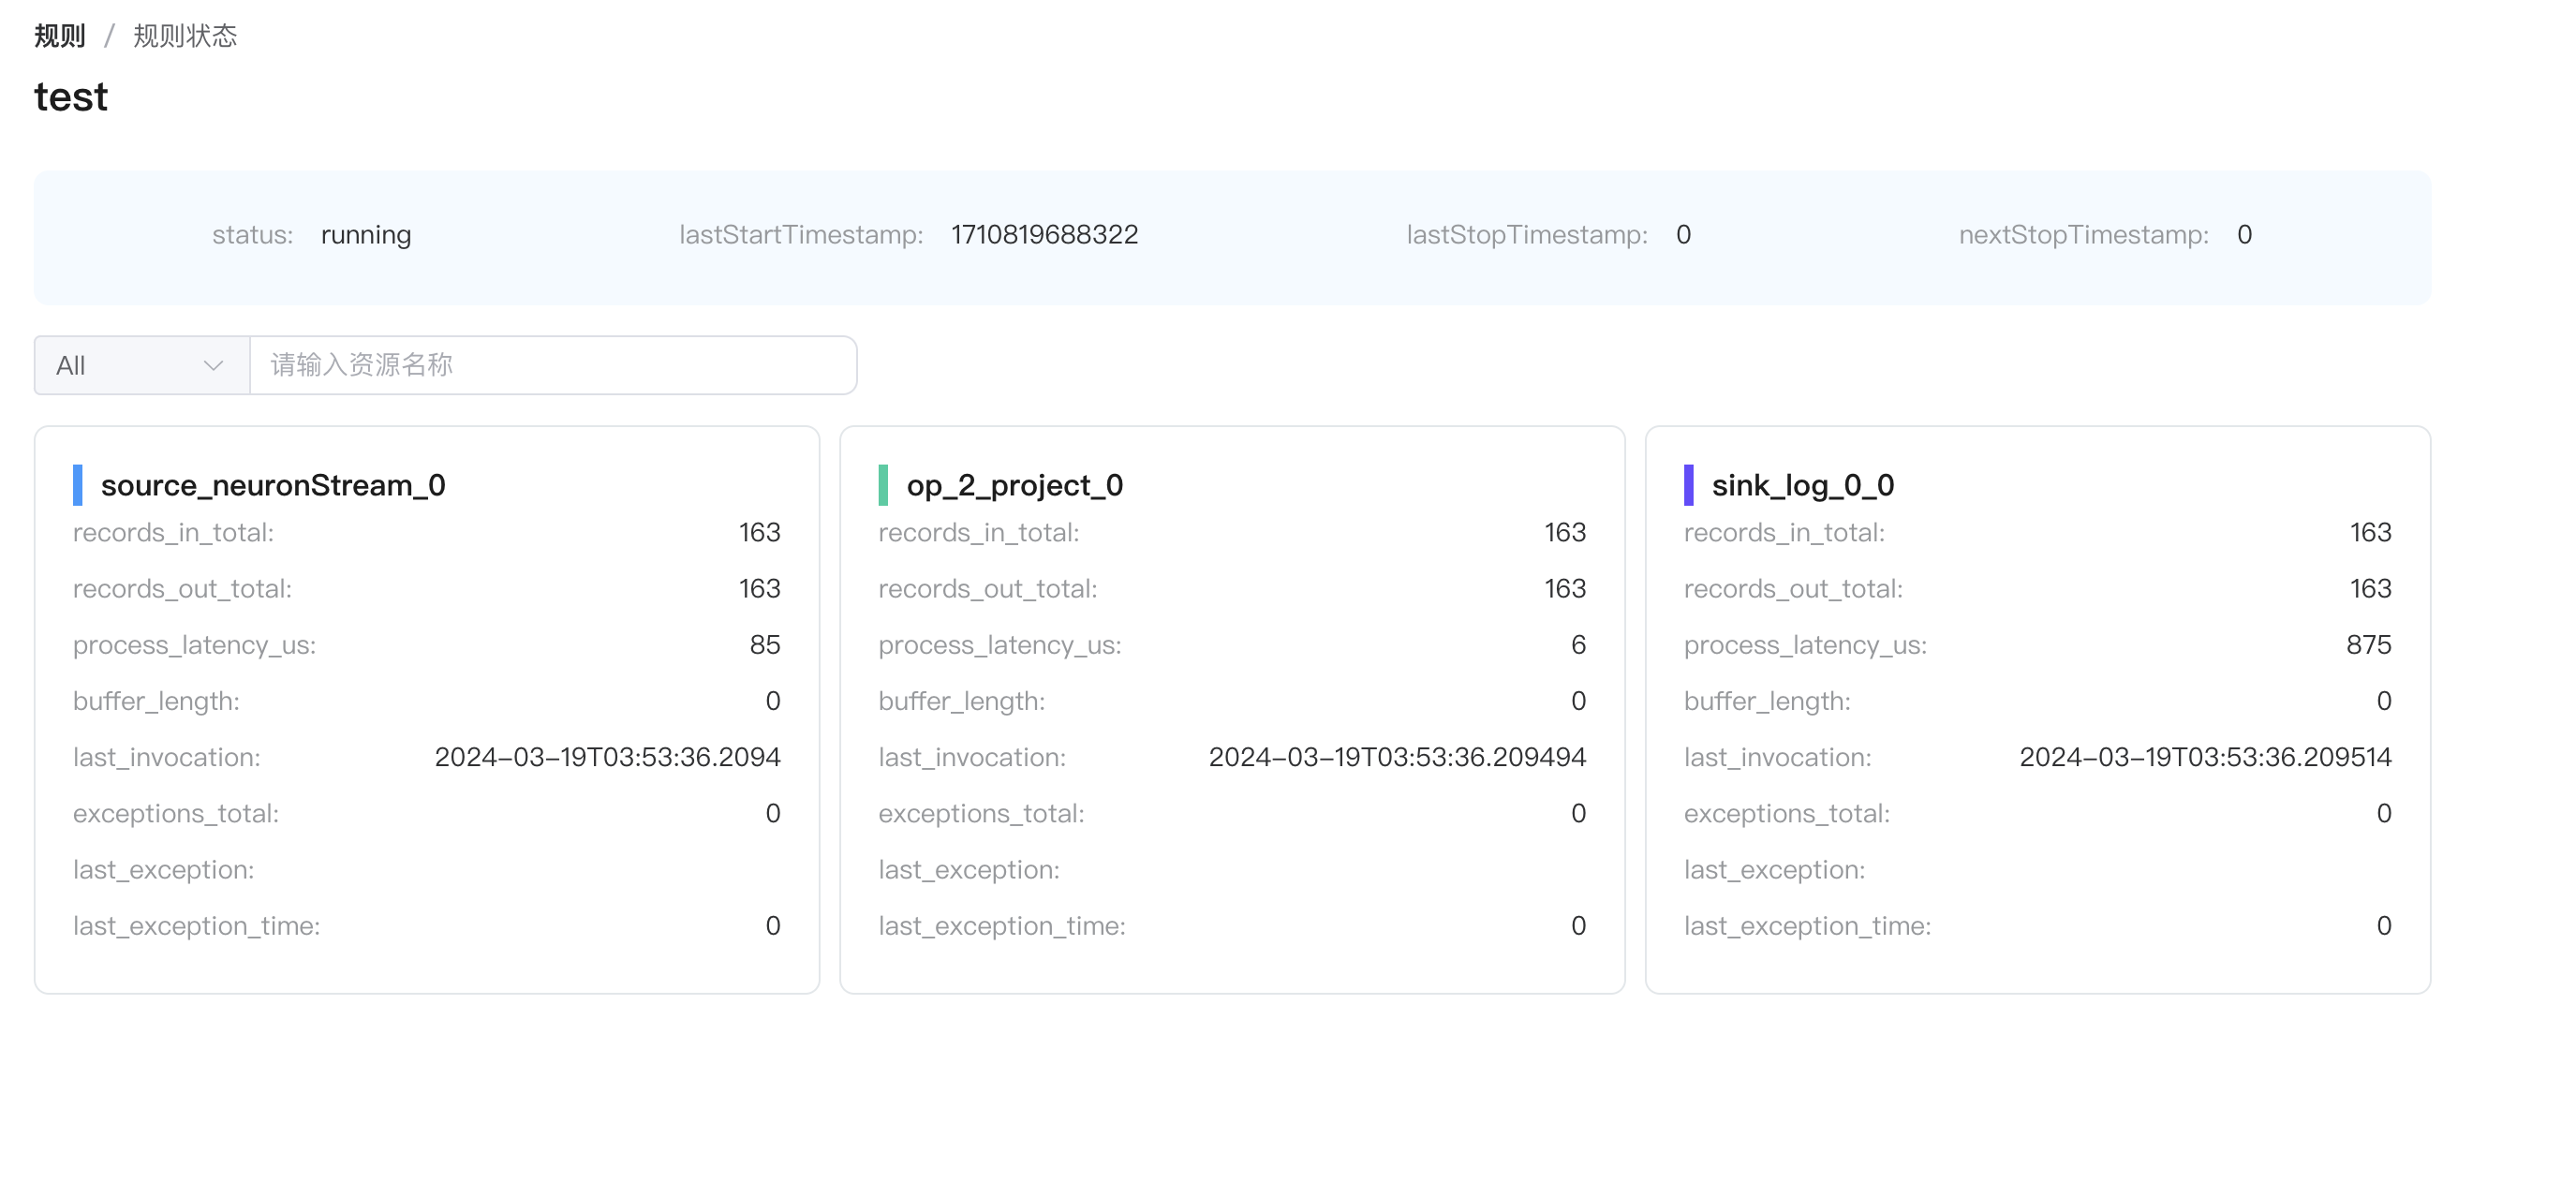 规则 / 规则状态
test
status: running lastStartTimestamp: 1710819688322 lastStopTimestamp: 0 nextStopTimestamp: 0
All 请输入资源名称
source_neuronStream_0
records_in_total: 163
records_out_total: 163
process_latency_us: 85
buffer_length: 0
last_invocation: 2024-03-19T03:53:36.2094
exceptions_total: 0
last_exception:
last_exception_time: 0
op_2_project_0
records_in_total: 163
records_out_total: 163
process_latency_us: 6
buffer_length: 0
last_invocation: 2024-03-19T03:53:36.209494
exceptions_total: 0
last_exception:
last_exception_time: 0
sink_log_0_0
records_in_total: 163
records_out_total: 163
process_latency_us: 875
buffer_length: 0
last_invocation: 2024-03-19T03:53:36.209514
exceptions_total: 0
last_exception:
last_exception_time: 0